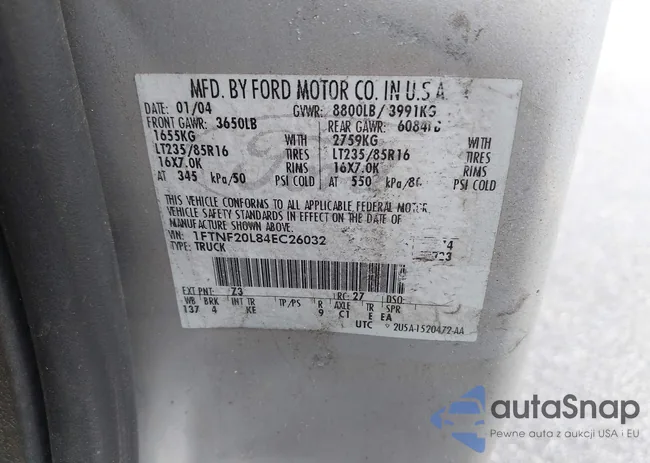 MFD. BY FORD MOTOR CO. IN U.S.A.
DATE: 01/04 GVWR: 8800LB/ 3991KG
FRONT GAWR: 3650LB REAR GAWR: 6084LB
1655KG WITH 2759KG WITH
LT235/85R16 TIRES LT235/85R16 TIRES
16X7.0K RIMS 16X7.0K RIMS
AT 345 kPa/50 PSI COLD AT 550 kPa/80 PSI COLD
THIS VEHICLE CONFORMS TO ALL APPLICABLE FEDERAL MOTOR
VEHICLE SAFETY STANDARDS IN EFFECT ON THE DATE OF
MANUFACTURE SHOWN ABOVE.
VIN: 1FTNF20L84EC26032
TYPE: TRUCK
EXT PNT: Z3 RC: 27 DSO:
WB BRK INT TR TP/PS R AXLE TR SPR
137 4 KE 9 C1 E EA
UTC 2U5A-1520472-AA
autaSnap
Pewne auta z aukcji USA i EU